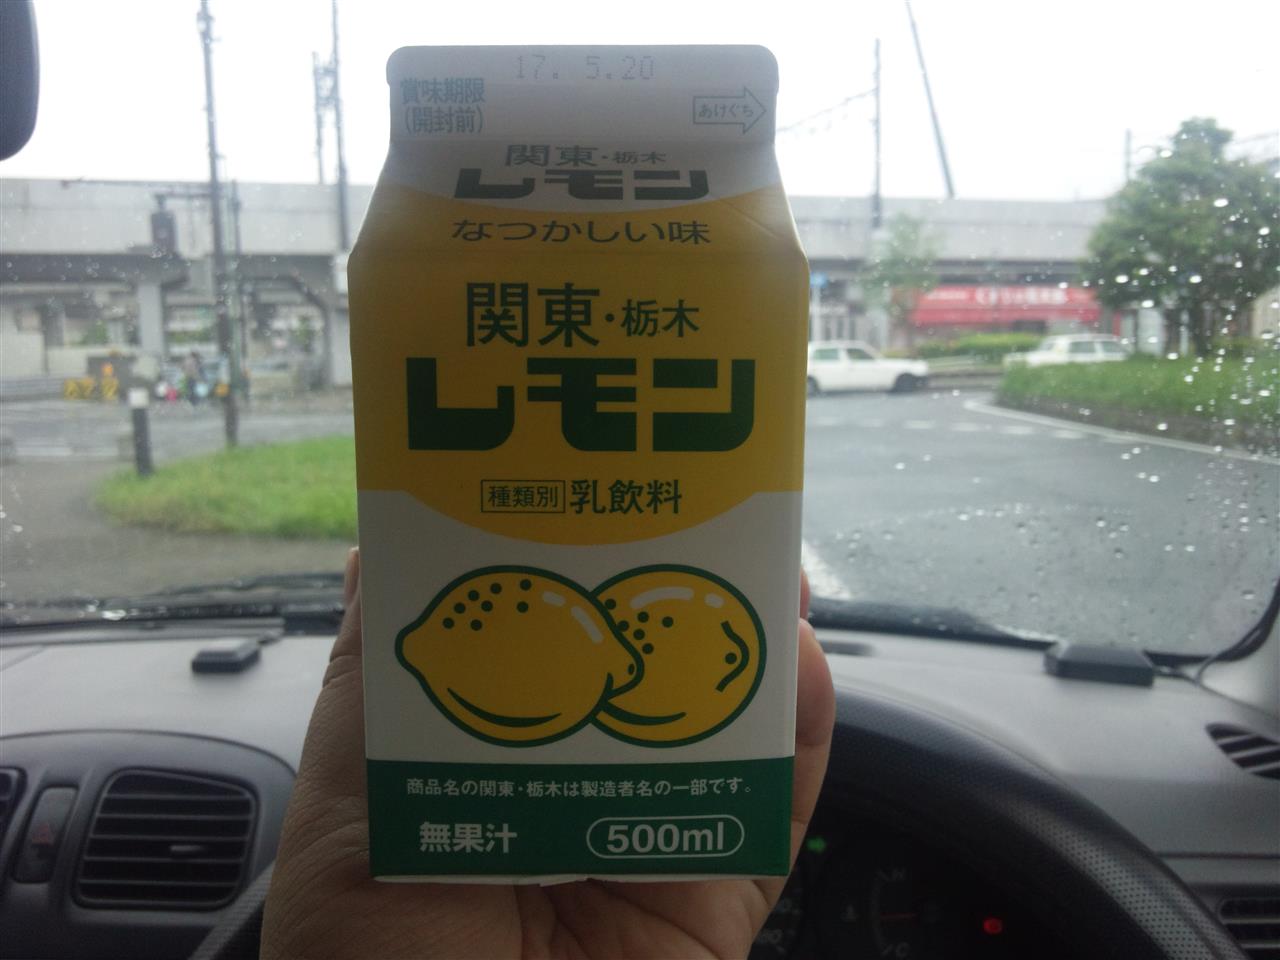 17. 5.20
賞味期限
(開封前)
あけぐち
関東・栃木
レモン
なつかしい味
関東・栃木
レモン
種類別 乳飲料
商品名の関東・栃木は製造者名の一部です。
無果汁 500ml